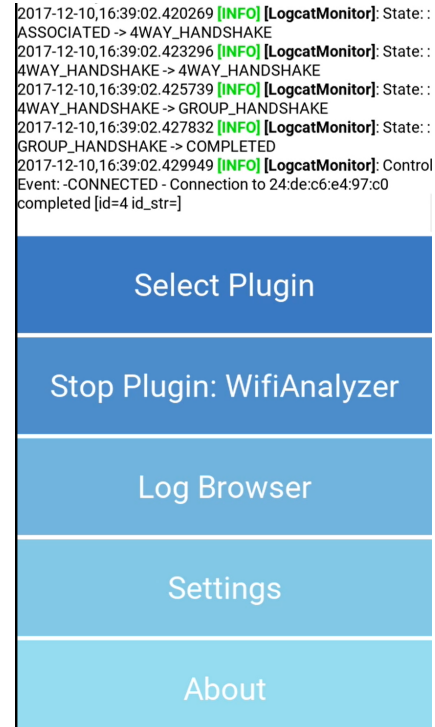 2017-12-10,16:39:02.420269 [INFO] [LogcatMonitor]: State: :
ASSOCIATED -> 4WAY_HANDSHAKE
2017-12-10,16:39:02.423296 [INFO] [LogcatMonitor]: State: :
4WAY_HANDSHAKE -> 4WAY_HANDSHAKE
2017-12-10,16:39:02.425739 [INFO] [LogcatMonitor]: State: :
4WAY_HANDSHAKE -> GROUP_HANDSHAKE
2017-12-10,16:39:02.427832 [INFO] [LogcatMonitor]: State: :
GROUP_HANDSHAKE -> COMPLETED
2017-12-10,16:39:02.429949 [INFO] [LogcatMonitor]: Control
Event: -CONNECTED - Connection to 24:de:c6:e4:97:c0
completed [id=4 id_str=]
Select Plugin
Stop Plugin: WifiAnalyzer
Log Browser
Settings
About